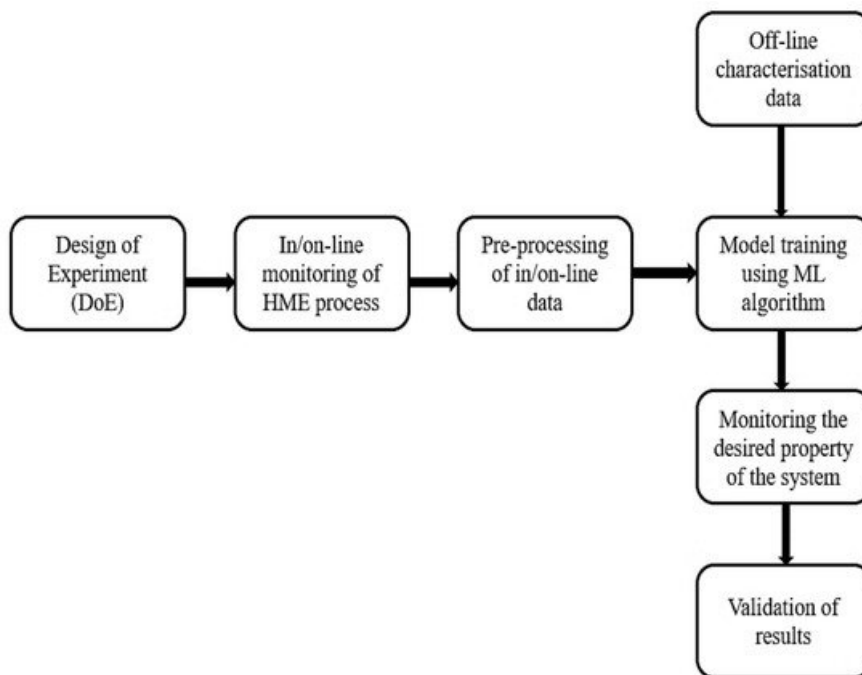 Off-line
characterisation
data
Design of
Experiment
(DoE)
In/on-line
monitoring of
HME process
Pre-processing
of in/on-line
data
Model training
using ML
algorithm
Monitoring the
desired property
of the system
Validation of
results